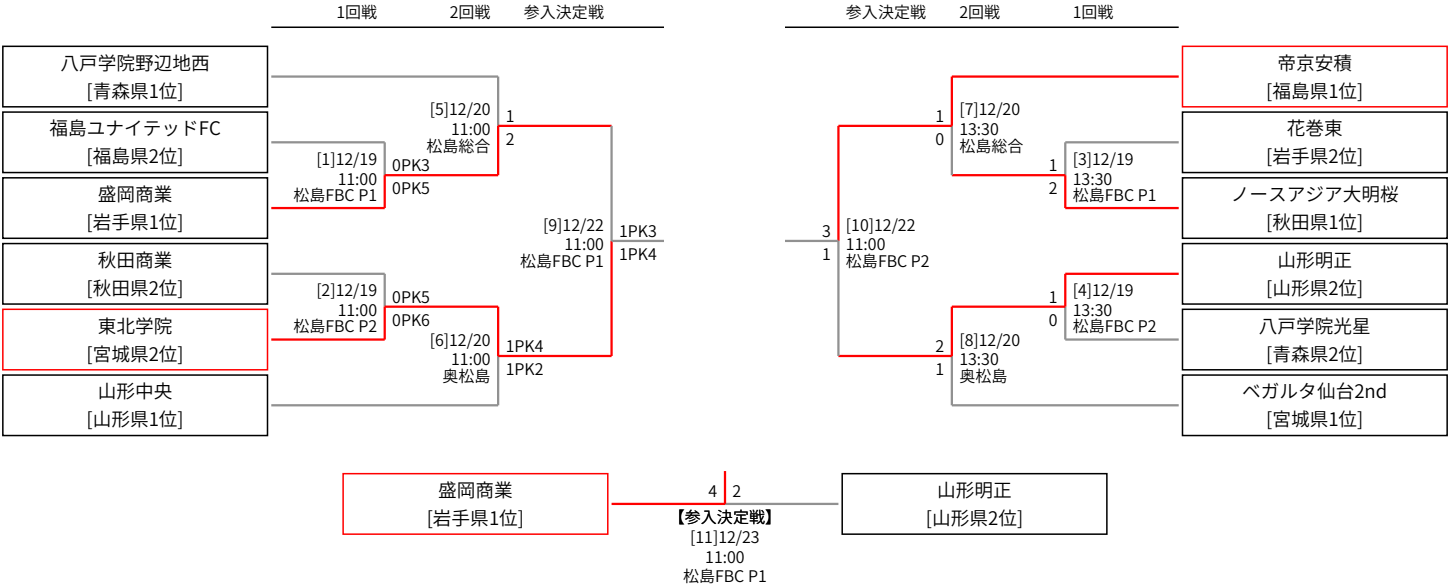 1回戦
2回戦
参入決定戦
参入決定戦
2回戦
1回戦
八戸学院野辺地西
[青森県1位]
福島ユナイテッドFC
[福島県2位]
盛岡商業
[岩手県1位]
秋田商業
[秋田県2位]
東北学院
[宮城県2位]
山形中央
[山形県1位]
[1]12/19
11:00
松島FBC P1
0PK3
0PK5
[2]12/19
11:00
松島FBC P2
0PK5
0PK6
[5]12/20
11:00
松島総合
1
2
[6]12/20
11:00
奥松島
1PK4
1PK2
[9]12/22
11:00
松島FBC P1
1PK3
1PK4
3
1
[10]12/22
11:00
松島FBC P2
1
0
[7]12/20
13:30
松島総合
2
1
[8]12/20
13:30
奥松島
1
2
[3]12/19
13:30
松島FBC P1
1
0
[4]12/19
13:30
松島FBC P2
帝京安積
[福島県1位]
花巻東
[岩手県2位]
ノースアジア大明桜
[秋田県1位]
山形明正
[山形県2位]
八戸学院光星
[青森県2位]
ベガルタ仙台2nd
[宮城県1位]
盛岡商業
[岩手県1位]
4
2
【参入決定戦】
[11]12/23
11:00
松島FBC P1
山形明正
[山形県2位]